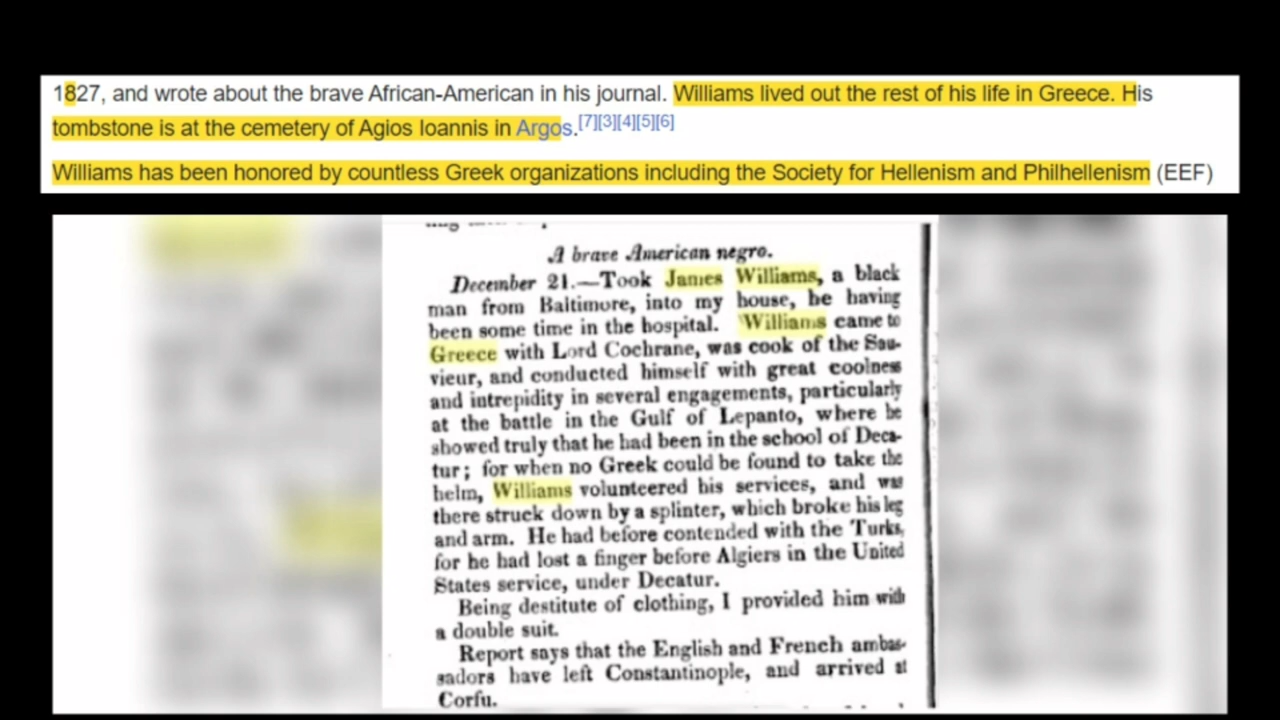 1827, and wrote about the brave African-American in his journal. Williams lived out the rest of his life in Greece. His
tombstone is at the cemetery of Agios Ioannis in Argos.[7][3][4][5][6]
Williams has been honored by countless Greek organizations including the Society for Hellenism and Philhellenism (EEF)
A brave American negro.
December 21.—Took James Williams, a black
man from Baltimore, into my house, he having
been some time in the hospital. Williams came to
Greece with Lord Cochrane, was cook of the Sau-
vieur, and conducted himself with great coolness
and intrepidity in several engagements, particularly
at the battle in the Gulf of Lepanto, where he
showed truly that he had been in the school of Deca-
tur; for when no Greek could be found to take the
helm, Williams volunteered his services, and was
there struck down by a splinter, which broke his leg
and arm. He had before contended with the Turks,
for he had lost a finger before Algiers in the United
States service, under Decatur.
Being destitute of clothing, I provided him with
a double suit.
Report says that the English and French ambas-
sadors have left Constantinople, and arrived at
Corfu.